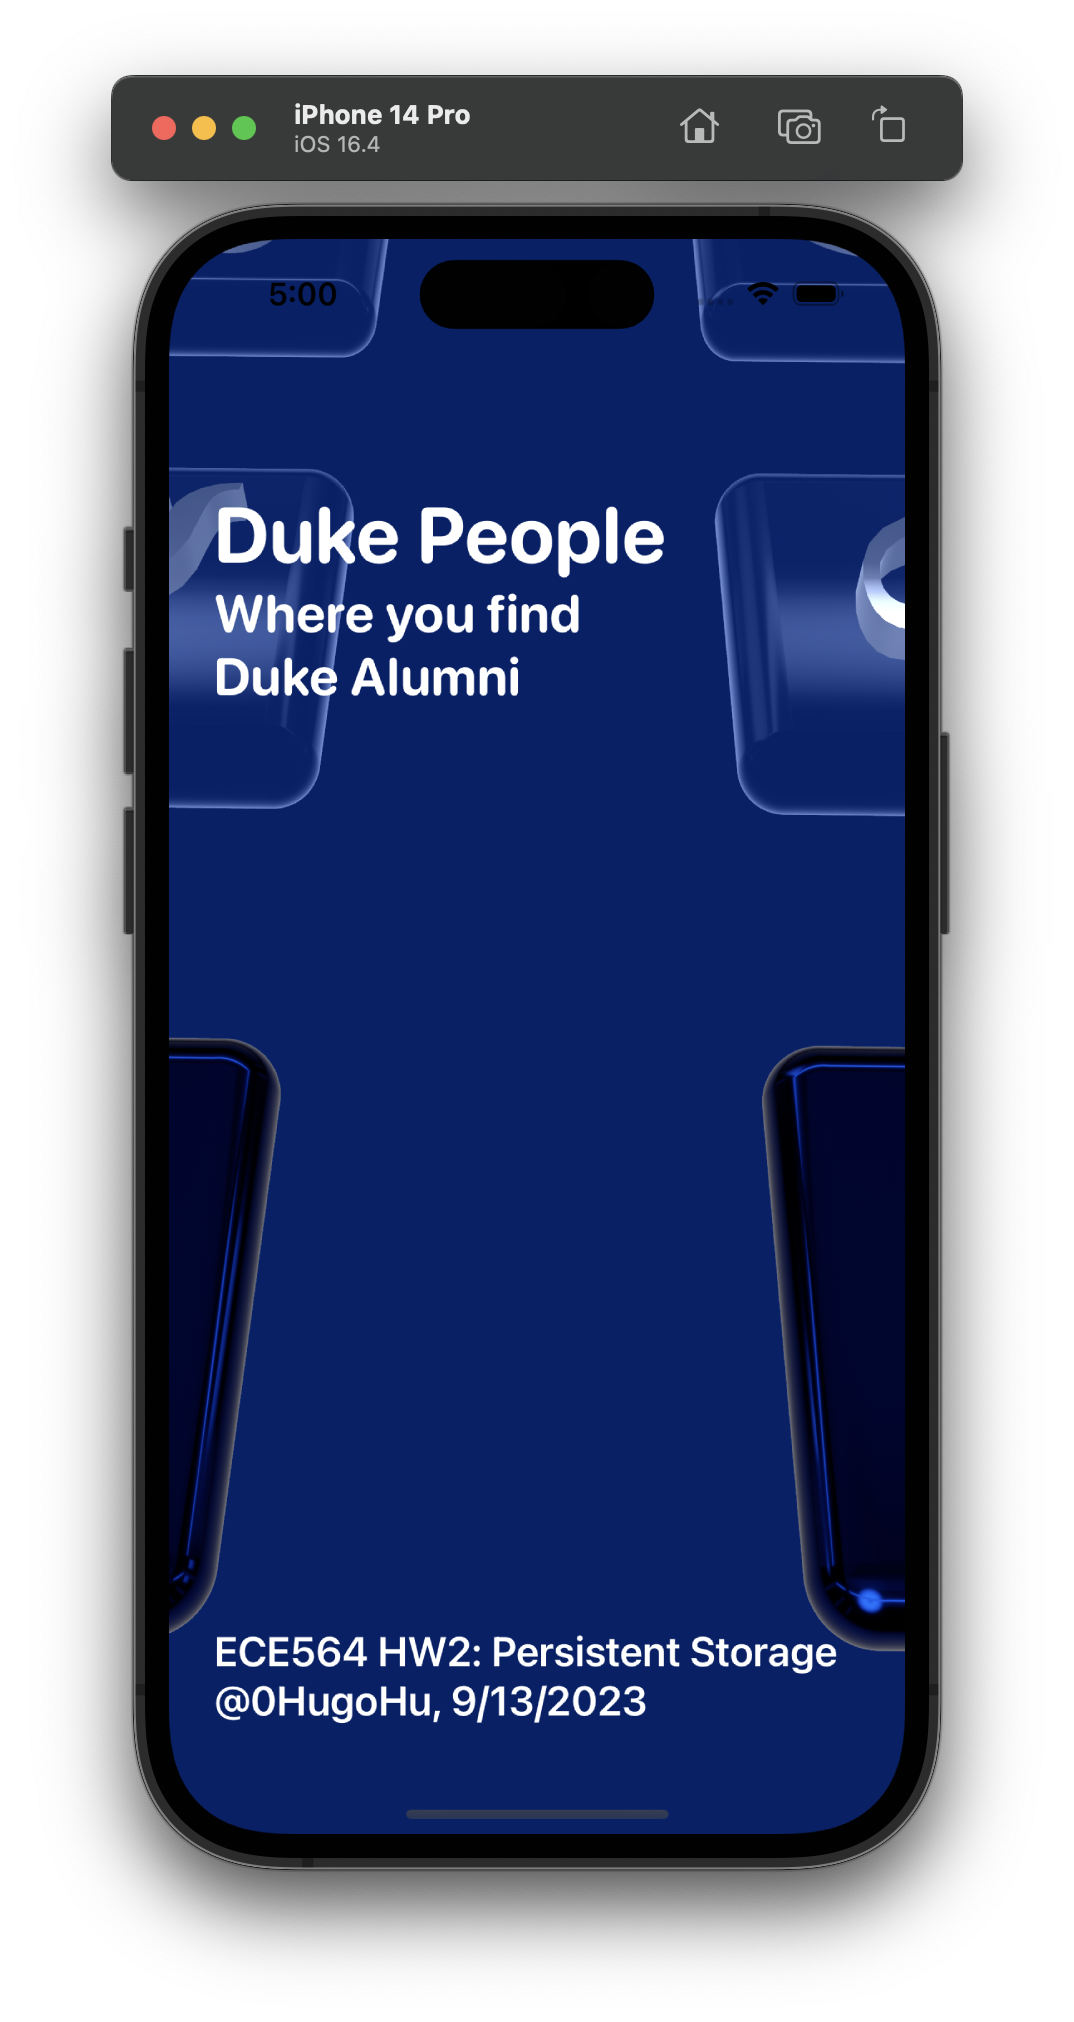 iPhone 14 Pro
iOS 16.4
5:00
Duke People
Where you find
Duke Alumni
ECE564 HW2: Persistent Storage
@0HugoHu, 9/13/2023